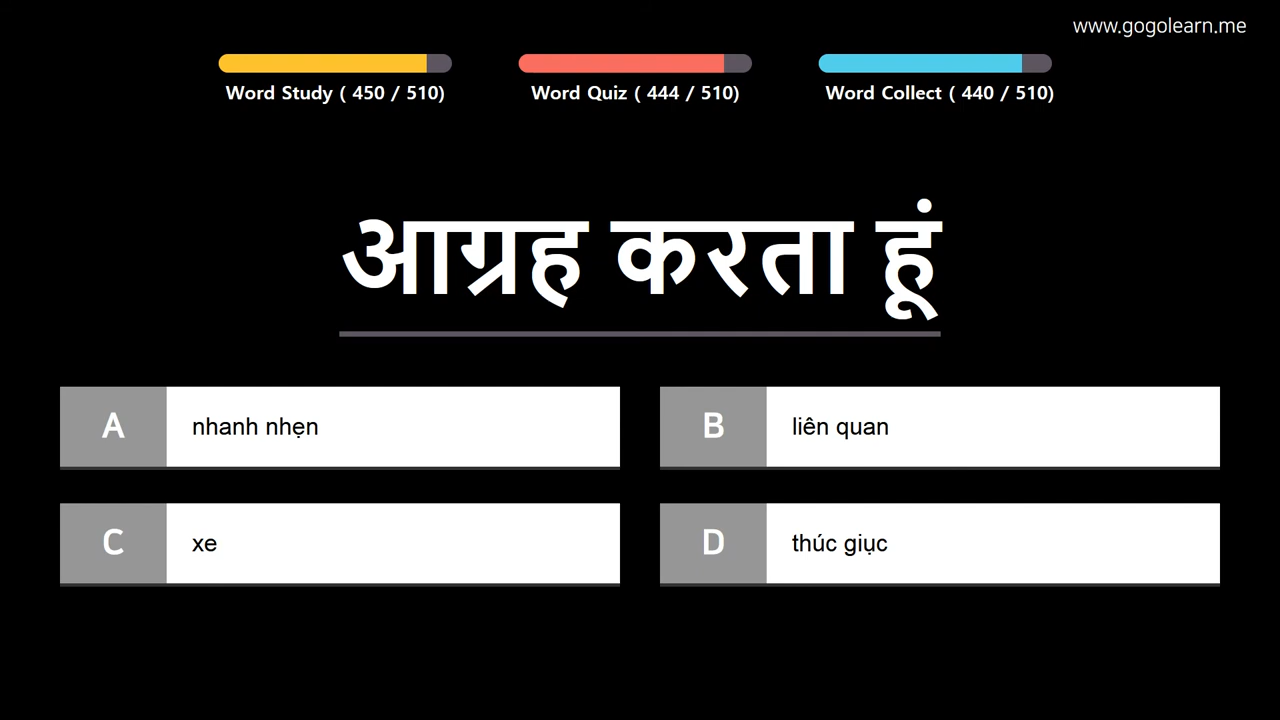 www.gogolearn.me
Word Study ( 450 / 510)
Word Quiz ( 444 / 510)
Word Collect ( 440 / 510)
आग्रह करता हूं
A
nhanh nhẹn
B
liên quan
C
xe
D
thúc giục